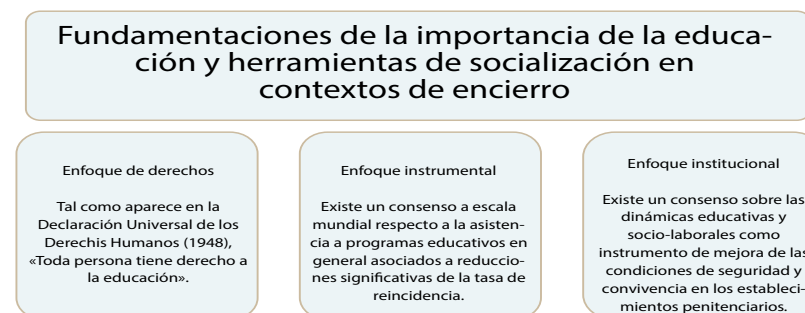 Fundamentaciones de la importancia de la educa-
ción y herramientas de socialización en
contextos de encierro
Enfoque de derechos
Tal como aparece en la
Declaración Universal de los
Derechis Humanos (1948),
«Toda persona tiene derecho a
la educación».
Enfoque instrumental
Existe un consenso a escala
mundial respecto a la asisten-
cia a programas educativos en
general asociados a reduccio-
nes significativas de la tasa de
reincidencia.
Enfoque institucional
Existe un consenso sobre las
dinámicas educativas y
socio-laborales como
instrumento de mejora de las
condiciones de seguridad y
convivencia en los estableci-
mientos penitenciarios.